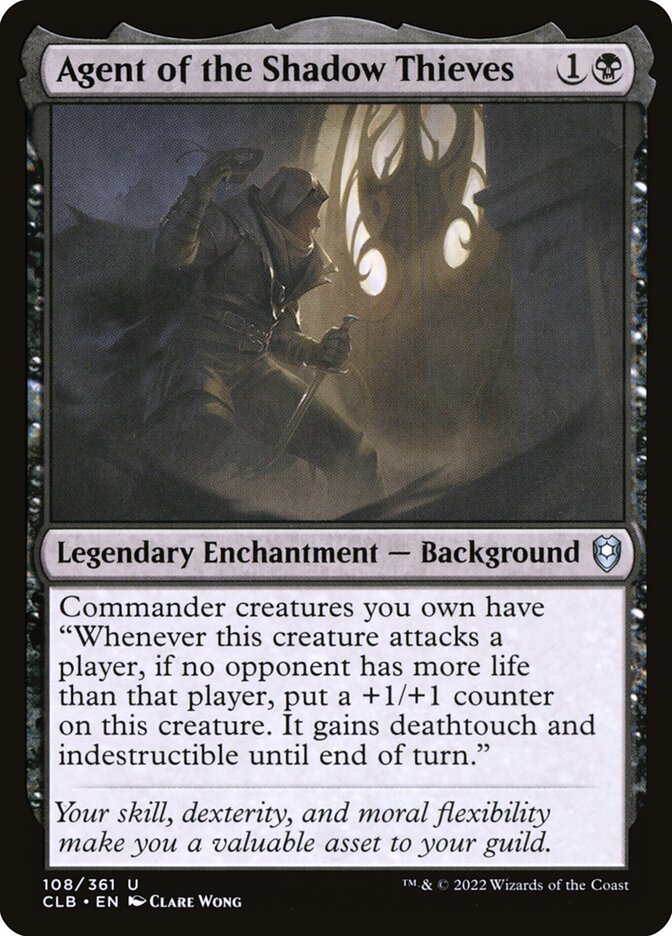 Agent of the Shadow Thieves 1
Legendary Enchantment — Background
Commander creatures you own have
“Whenever this creature attacks a
player, if no opponent has more life
than that player, put a +1/+1 counter
on this creature. It gains deathtouch and
indestructible until end of turn.”
Your skill, dexterity, and moral flexibility
make you a valuable asset to your guild.
108/361 U
CLB • EN Clare Wong
™ & © 2022 Wizards of the Coast